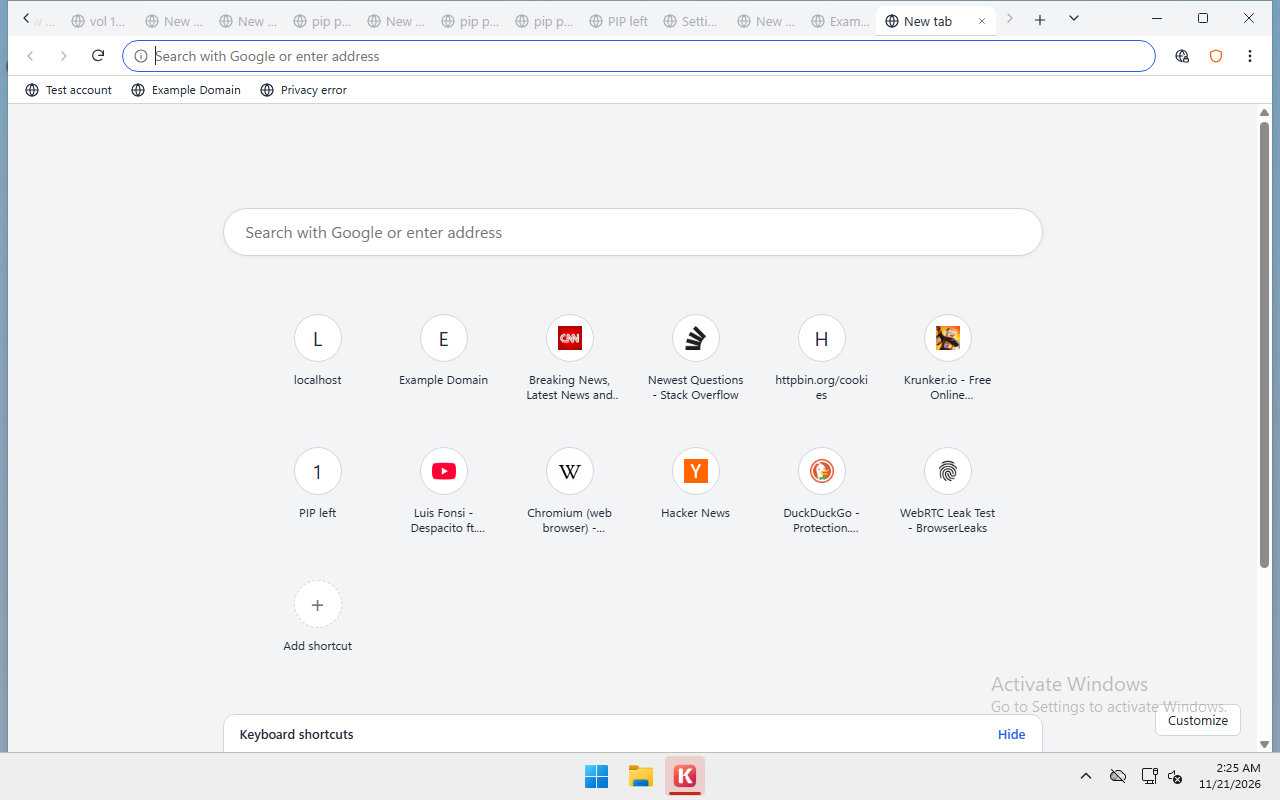 vol 1...
New ...
New ...
pip p...
New ...
pip p...
pip p...
PIP left
Setti...
New ...
Exam...
New tab
Search with Google or enter address
Test account
Example Domain
Privacy error
Search with Google or enter address
L
E
CNN
H
localhost
Example Domain
Breaking News,
Latest News and..
Newest Questions
- Stack Overflow
httpbin.org/cooki
es
Krunker.io - Free
Online...
1
W
Y
PIP left
Luis Fonsi -
Despacito ft....
Chromium (web
browser) -...
Hacker News
DuckDuckGo -
Protection....
WebRTC Leak Test
- BrowserLeaks
+
Add shortcut
Activate Windows
Go to Settings to activate Windows.
Customize
Keyboard shortcuts
Hide
K
2:25 AM
11/21/2026